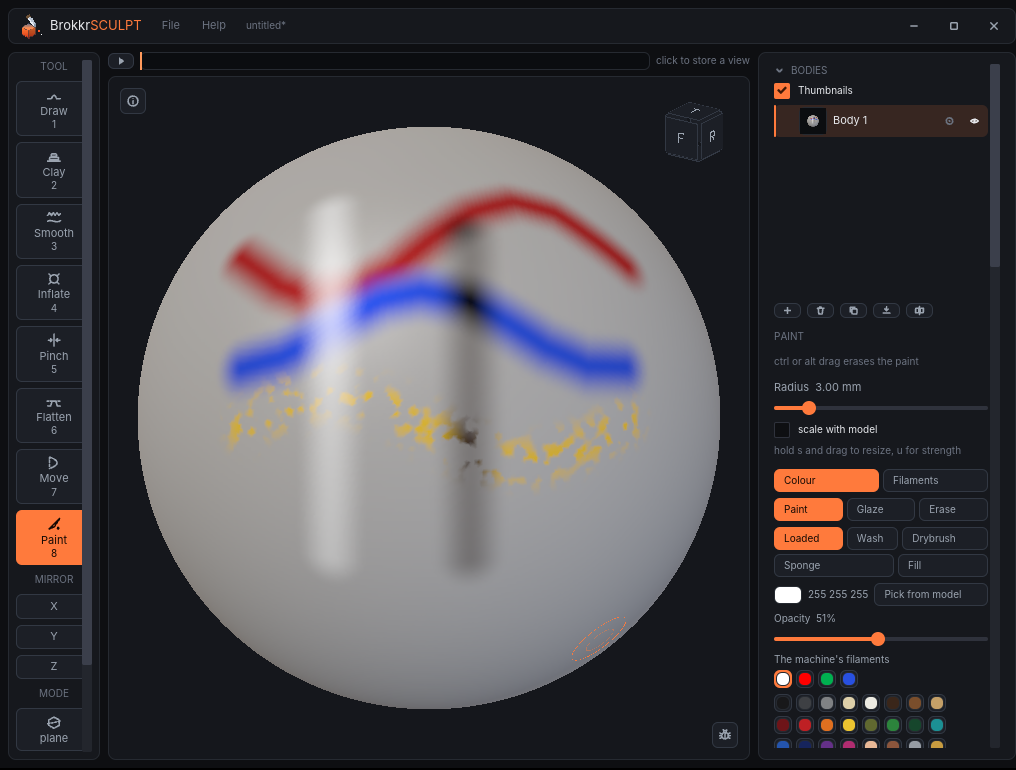 BrokkrSCULPT File Help untitled*
TOOL
Draw
1
Clay
2
Smooth
3
Inflate
4
Pinch
5
Flatten
6
Move
7
Paint
8
MIRROR
X
Y
Z
MODE
plane
click to store a view
F
R
BODIES
Thumbnails
Body 1
PAINT
ctrl or alt drag erases the paint
Radius 3.00 mm
scale with model
hold s and drag to resize, u for strength
Colour Filaments
Paint Glaze Erase
Loaded Wash Drybrush
Sponge Fill
255 255 255 Pick from model
Opacity 51%
The machine's filaments